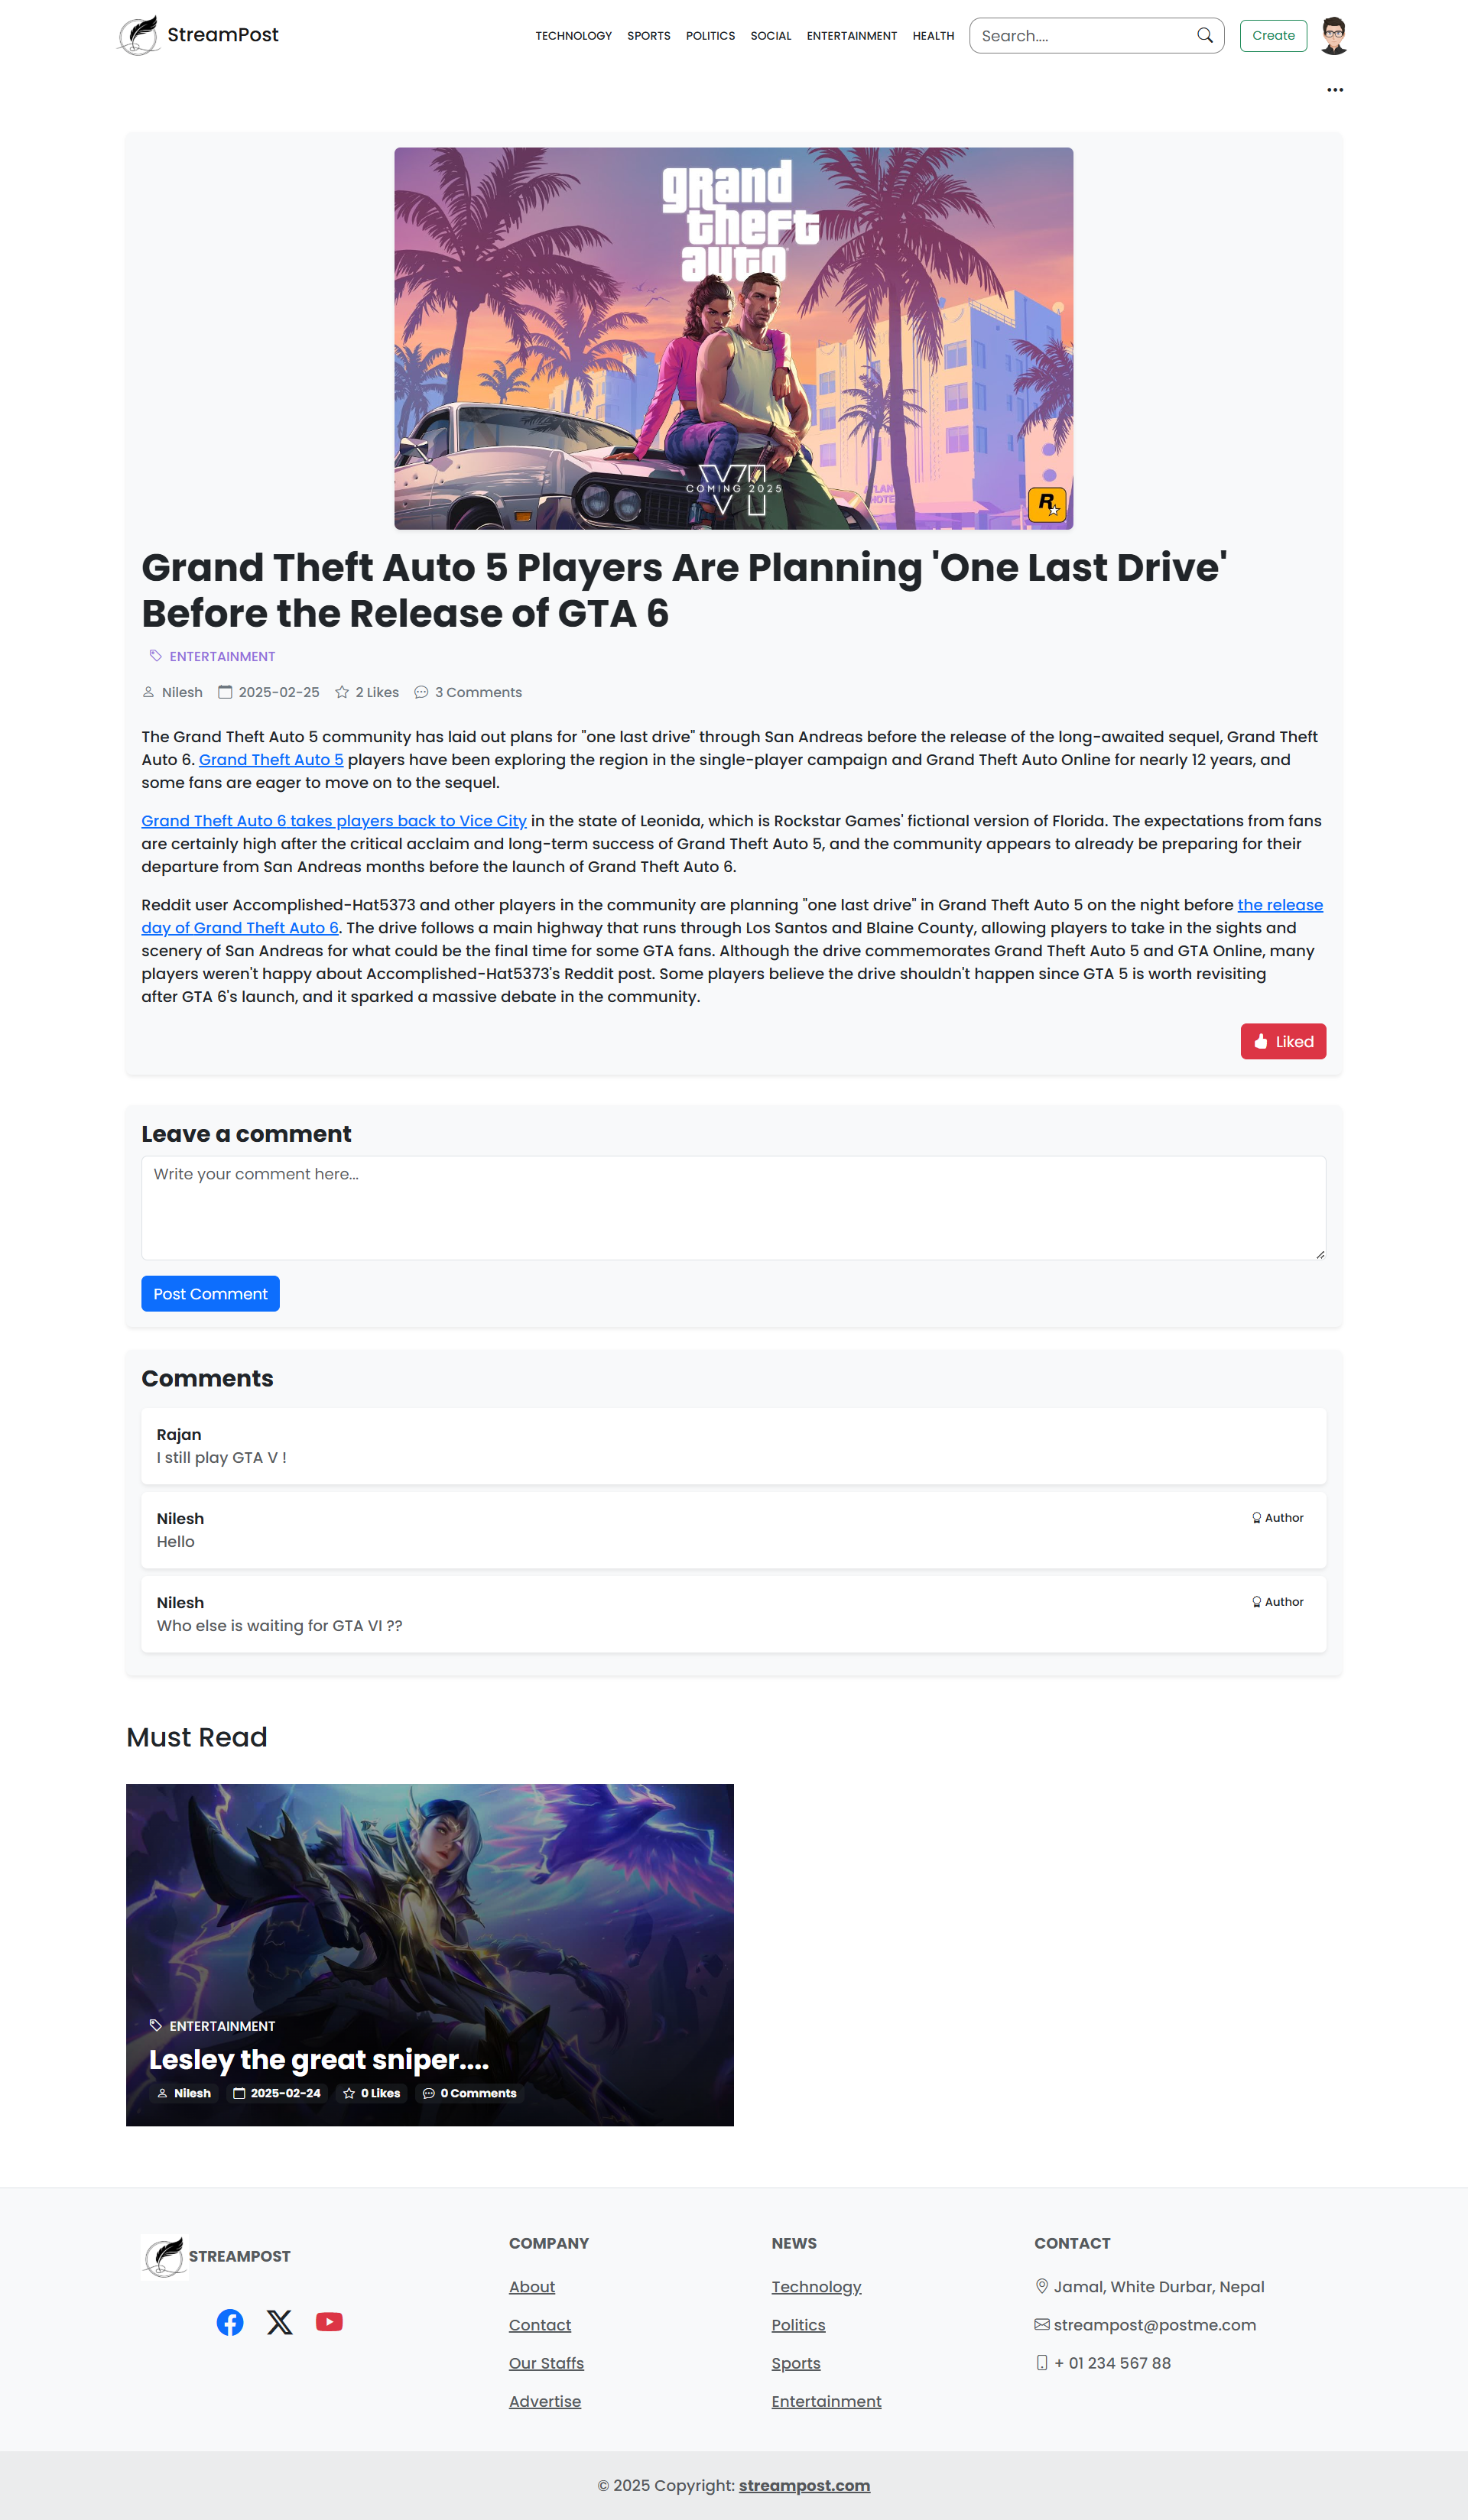 StreamPost
TECHNOLOGY SPORTS POLITICS SOCIAL ENTERTAINMENT HEALTH Search.... Create
grand
theft
auto
VI
COMING 2025
R
Grand Theft Auto 5 Players Are Planning 'One Last Drive'
Before the Release of GTA 6
ENTERTAINMENT
Nilesh 2025-02-25 2 Likes 3 Comments
The Grand Theft Auto 5 community has laid out plans for "one last drive" through San Andreas before the release of the long-awaited sequel, Grand Theft
Auto 6. Grand Theft Auto 5 players have been exploring the region in the single-player campaign and Grand Theft Auto Online for nearly 12 years, and
some fans are eager to move on to the sequel.
Grand Theft Auto 6 takes players back to Vice City in the state of Leonida, which is Rockstar Games' fictional version of Florida. The expectations from fans
are certainly high after the critical acclaim and long-term success of Grand Theft Auto 5, and the community appears to already be preparing for their
departure from San Andreas months before the launch of Grand Theft Auto 6.
Reddit user Accomplished-Hat5373 and other players in the community are planning "one last drive" in Grand Theft Auto 5 on the night before the release
day of Grand Theft Auto 6. The drive follows a main highway that runs through Los Santos and Blaine County, allowing players to take in the sights and
scenery of San Andreas for what could be the final time for some GTA fans. Although the drive commemorates Grand Theft Auto 5 and GTA Online, many
players weren't happy about Accomplished-Hat5373's Reddit post. Some players believe the drive shouldn't happen since GTA 5 is worth revisiting
after GTA 6's launch, and it sparked a massive debate in the community.
Liked
Leave a comment
Write your comment here...
Post Comment
Comments
Rajan
I still play GTA V !
Nilesh Author
Hello
Nilesh Author
Who else is waiting for GTA VI ??
Must Read
ENTERTAINMENT
Lesley the great sniper....
Nilesh 2025-02-24 0 Likes 0 Comments
STREAMPOST
COMPANY
About
Contact
Our Staffs
Advertise
NEWS
Technology
Politics
Sports
Entertainment
CONTACT
Jamal, White Durbar, Nepal
streampost@postme.com
+ 01 234 567 88
© 2025 Copyright: streampost.com